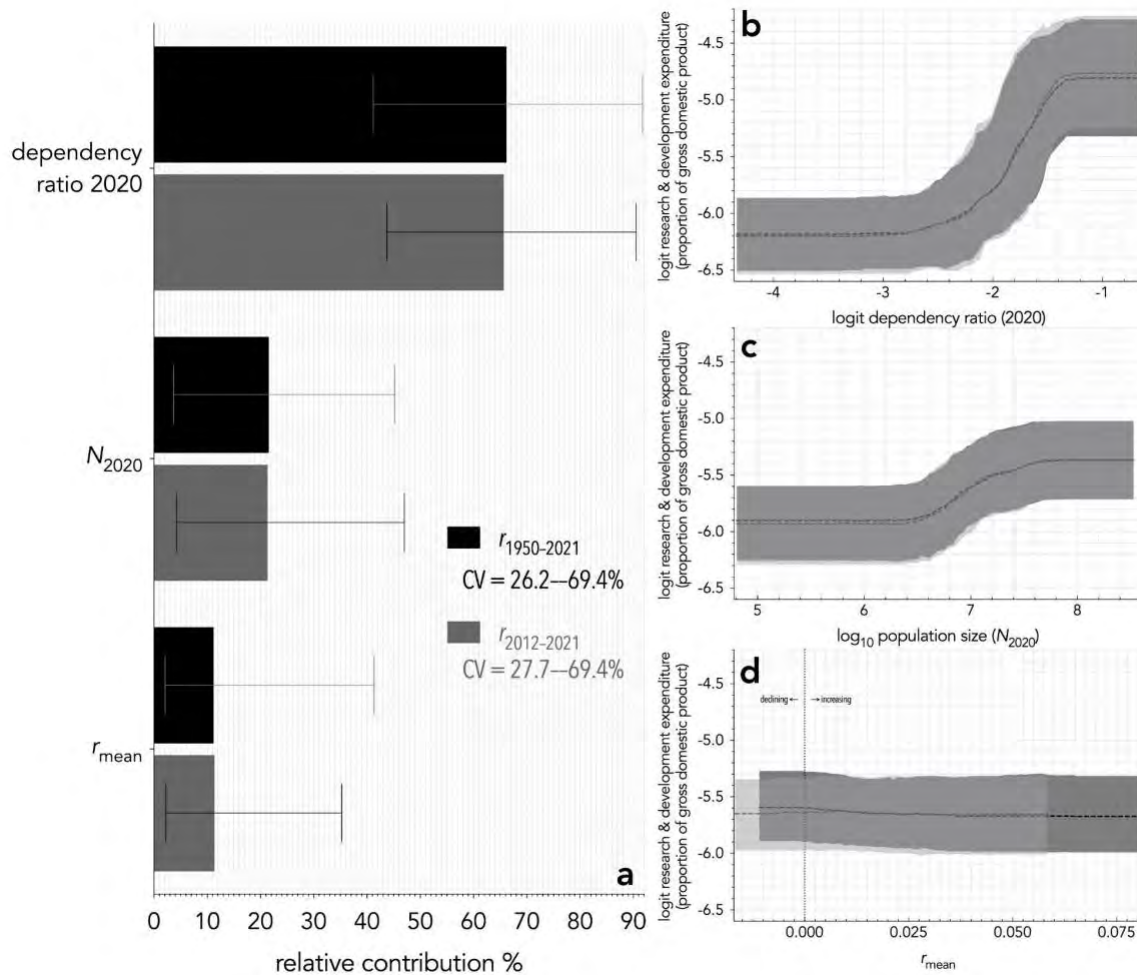 dependency
ratio 2020
N2020
rmean
r1950–2021
CV = 26.2––69.4%
r2012–2021
CV = 27.7––69.4%
a
0 10 20 30 40 50 60 70 80 90
relative contribution %
b
logit research & development expenditure
(proportion of gross domestic product)
-4.5
-5.0
-5.5
-6.0
-6.5
-4 -3 -2 -1
logit dependency ratio (2020)
c
logit research & development expenditure
(proportion of gross domestic product)
-4.5
-5.0
-5.5
-6.0
-6.5
5 6 7 8
log10 population size (N2020)
d
logit research & development expenditure
(proportion of gross domestic product)
declining ← → increasing
-4.5
-5.0
-5.5
-6.0
-6.5
0.000 0.025 0.050 0.075
rmean